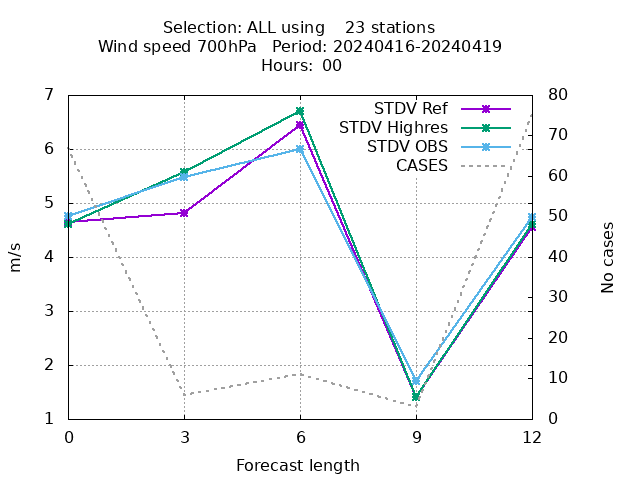 Selection: ALL using    23 stations
Wind speed 700hPa   Period: 20240416-20240419
Hours: 00
7 80
STDV Ref
STDV Highres
STDV OBS
CASES
70
6
60
5 50
m/s
No cases
4 40
3 30
2 20
10
1 0
0 3 6 9 12
Forecast length